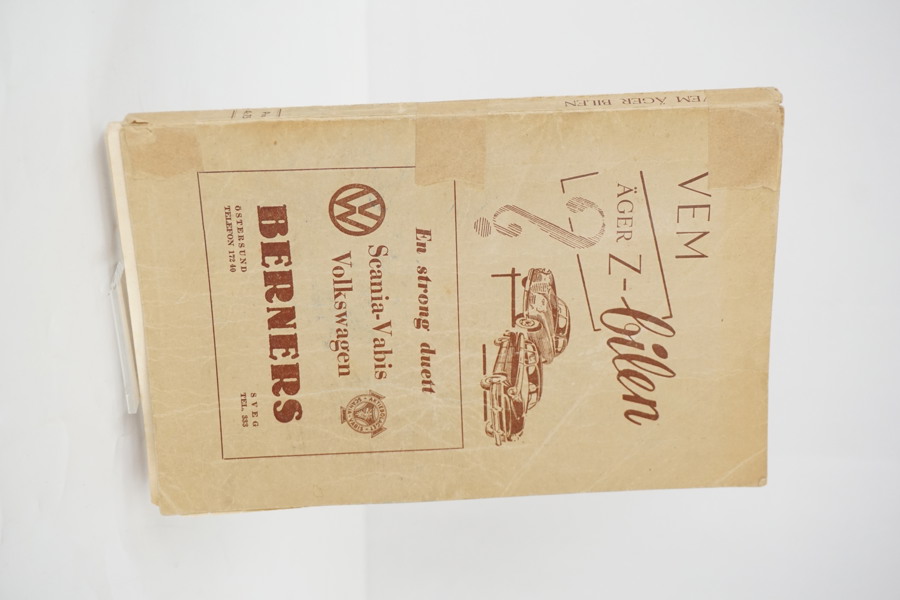 VEM
ÄGER Z-bilen
?
En strong duett
Scania-Vabis
Volkswagen
BERNERS
ÖSTERSUND
TELEFON 172 40
SVEG
TEL. 333
VEM ÄGER BILEN